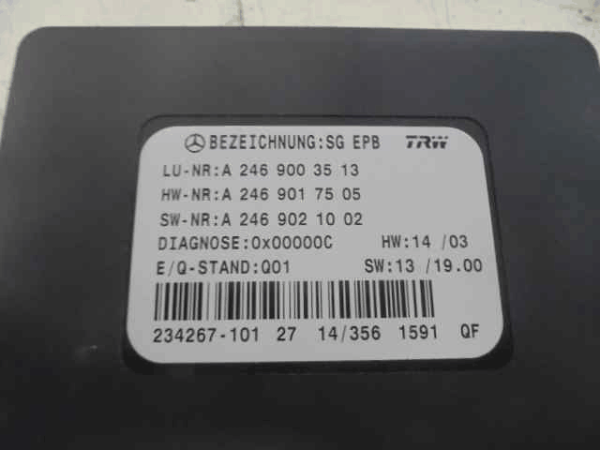 BEZEICHNUNG:SG EPB TRW
LU-NR:A 246 900 35 13
HW-NR:A 246 901 75 05
SW-NR:A 246 902 10 02
DIAGNOSE:0x00000C HW:14 /03
E/Q-STAND:Q01 SW:13 /19.00
234267-101 27 14/356 1591 QF